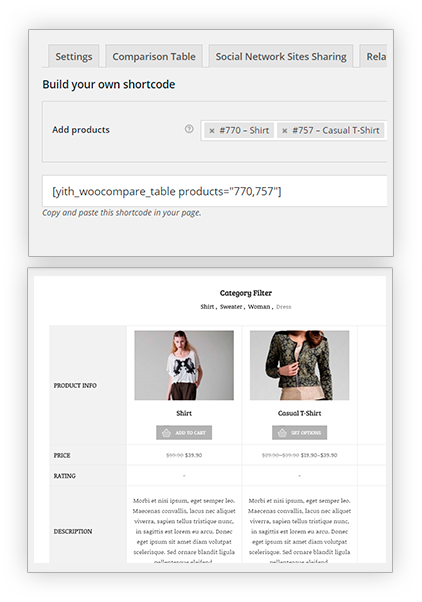 Settings
Comparison Table
Social Network Sites Sharing
Rela
Build your own shortcode
Add products
× #770 – Shirt
× #757 – Casual T-Shirt
[yith_woocompare_table products="770,757"]
Copy and paste this shortcode in your page.
Category Filter
Shirt , Sweater , Woman , Dress
PRODUCT INFO
Shirt
Casual T-Shirt
ADD TO CART
SET OPTIONS
PRICE
$99.90 $39.90
$29.90–$39.90 $19.90–$39.90
RATING
- -
DESCRIPTION
Morbi et nisi ipsum, eget semper leo.
Maecenas convallis, lacus nec aliquet
viverra, sapien tellus tristique nunc,
in sagittis est lorem eu arcu. Donec
eget ipsum sit amet diam volutpat
scelerisque. Sed ornare blandit ligula
pellentesque eleifend
Morbi et nisi ipsum, eget semper leo.
Maecenas convallis, lacus nec aliquet
viverra, sapien tellus tristique nunc,
in sagittis est lorem eu arcu. Donec
eget ipsum sit amet diam volutpat
scelerisque. Sed ornare blandit ligula
pellentesque eleifend